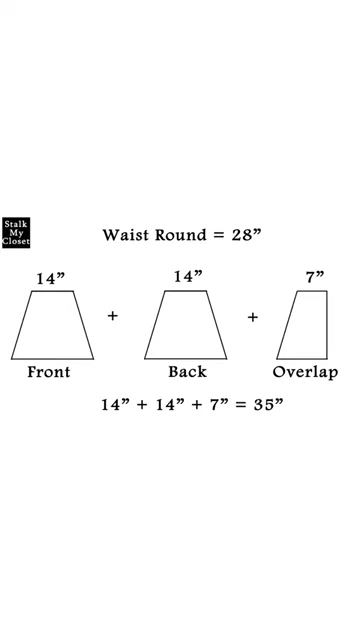 Stalk
My
Closet
Waist Round = 28”
14” 14” 7”
+ +
Front Back Overlap
14” + 14” + 7” = 35”